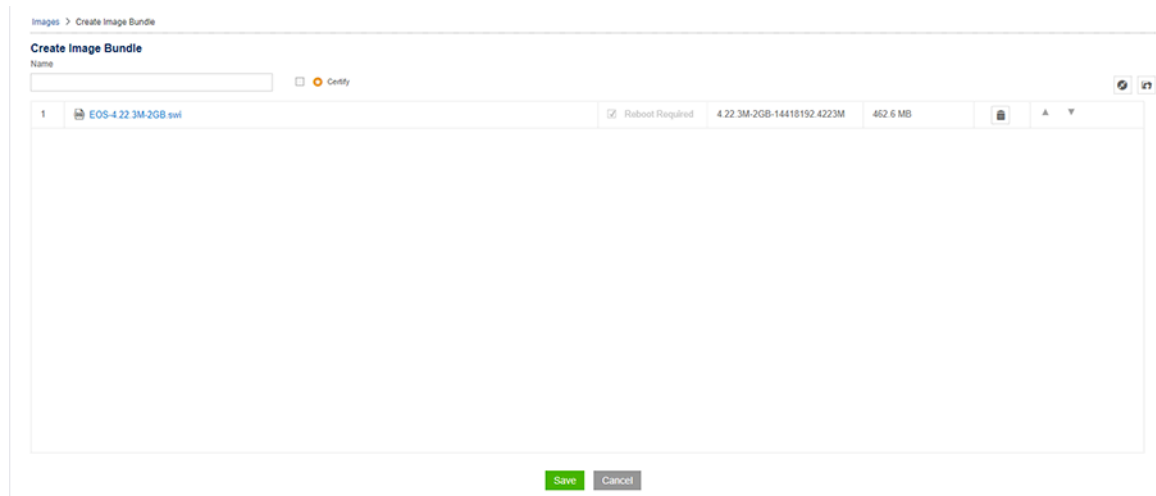 Images > Create Image Bundle
Create Image Bundle
Name
Certify
1 EOS-4.22.3M-2GB.swi Reboot Required 4.22.3M-2GB-14418192.4223M 462.6 MB
Save Cancel